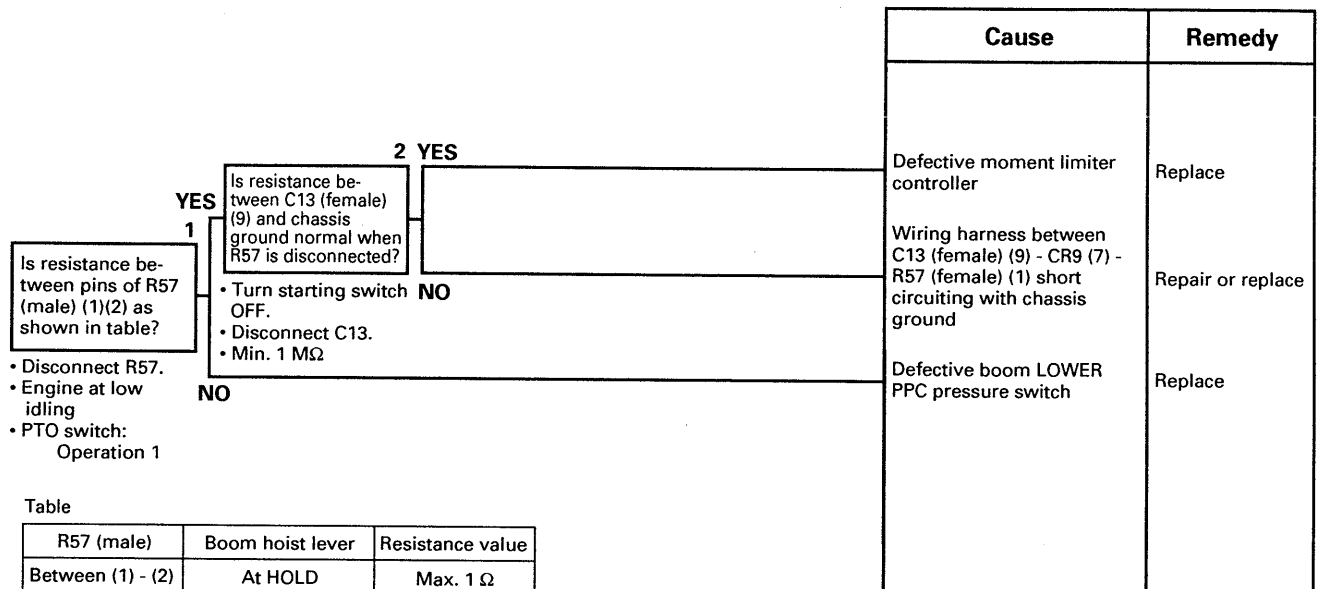 Cause
Remedy
2 YES
Is resistance be-
tween C13 (female)
(9) and chassis
ground normal when
R57 is disconnected?
YES
1
Is resistance be-
tween pins of R57
(male) (1)(2) as
shown in table?
• Disconnect R57.
• Engine at low
idling
• PTO switch:
Operation 1
• Turn starting switch
OFF.
• Disconnect C13.
• Min. 1 MΩ
NO
NO
Defective moment limiter
controller
Replace
Wiring harness between
C13 (female) (9) - CR9 (7) -
R57 (female) (1) short
circuiting with chassis
ground
Repair or replace
Defective boom LOWER
PPC pressure switch
Replace
Table
R57 (male)
Boom hoist lever
Resistance value
Between (1) - (2)
At HOLD
Max. 1 Ω